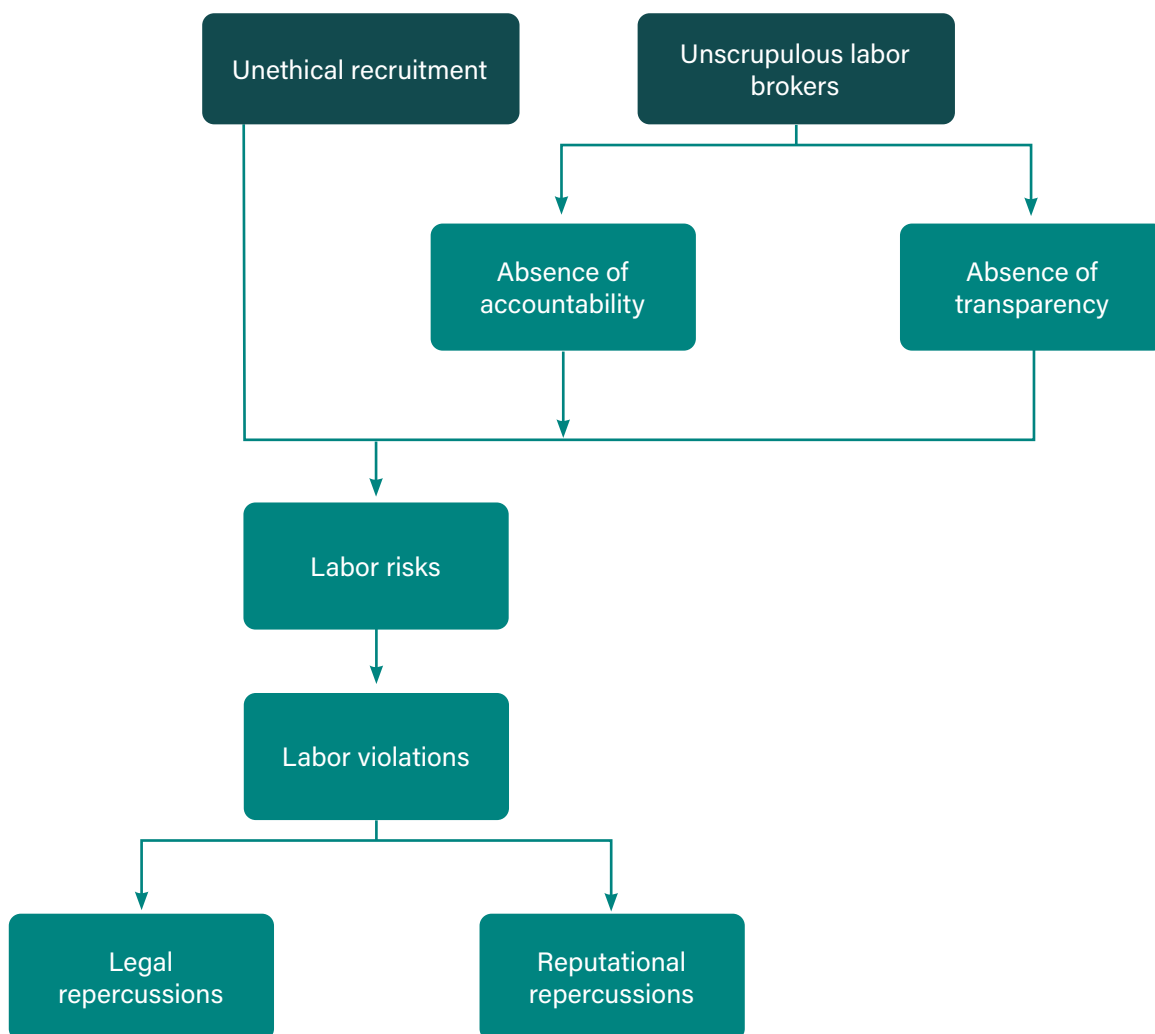 Unethical recruitment
Unscrupulous labor
brokers
Absence of
accountability
Absence of
transparency
Labor risks
Labor violations
Legal
repercussions
Reputational
repercussions